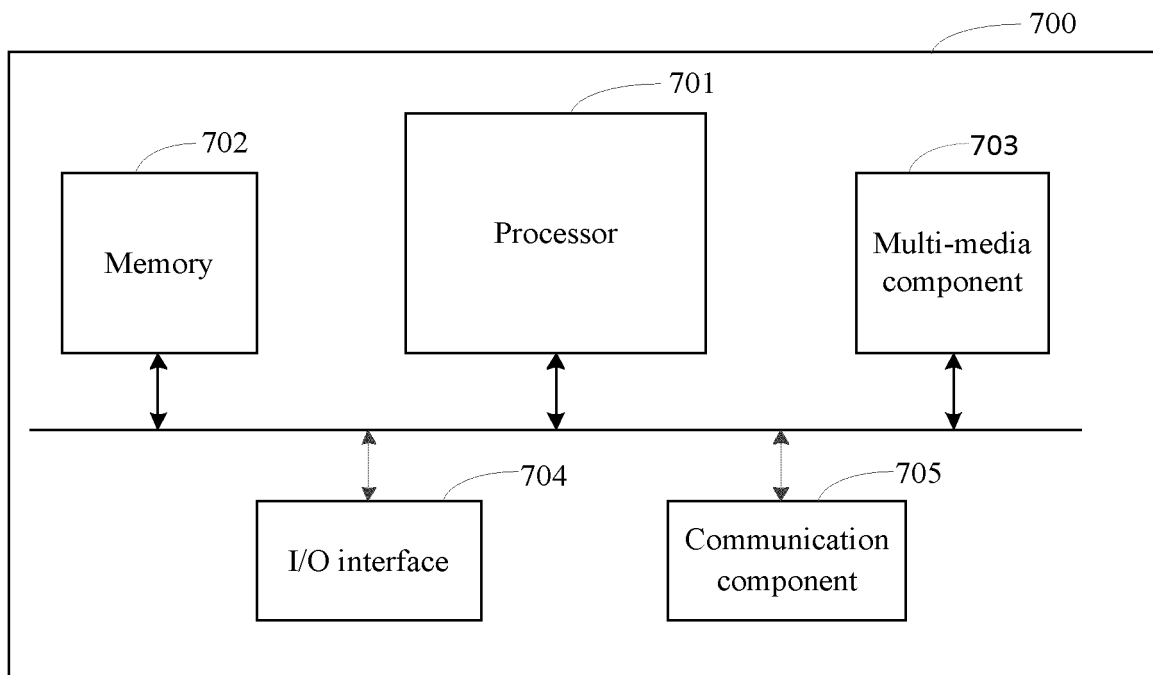 700
701
702
703
Processor
Memory
Multi-media
component
704
705
I/O interface
Communication
component